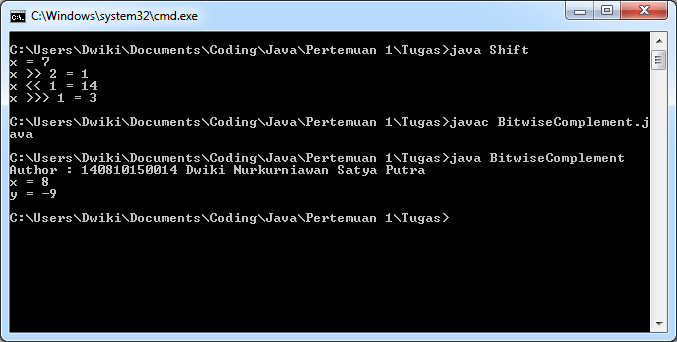 C:\Windows\system32\cmd.exe
C:\Users\Dwiki\Documents\Coding\Java\Pertemuan 1\Tugas>java Shift
x = 7
x >> 2 = 1
x << 1 = 14
x >>> 1 = 3
C:\Users\Dwiki\Documents\Coding\Java\Pertemuan 1\Tugas>javac BitwiseComplement.j
ava
C:\Users\Dwiki\Documents\Coding\Java\Pertemuan 1\Tugas>java BitwiseComplement
Author : 140810150014 Dwiki Nurkurniawan Satya Putra
x = 8
y = -9
C:\Users\Dwiki\Documents\Coding\Java\Pertemuan 1\Tugas>